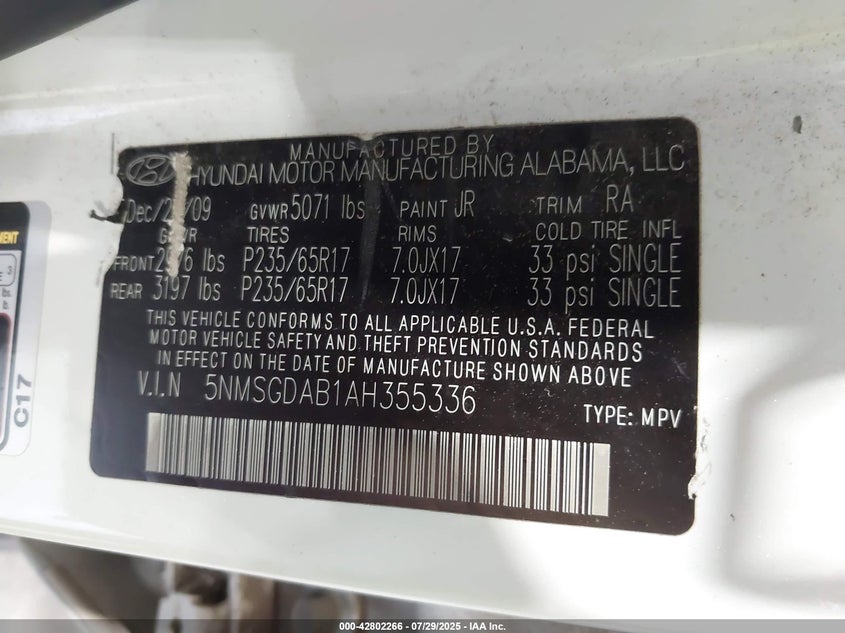 MANUFACTURED BY
HYUNDAI MOTOR MANUFACTURING ALABAMA, LLC
GVWR 5071 lbs PAINT JR TRIM RA
TIRES RIMS COLD TIRE INFL
FRONT lbs P235/65R17 7.0JX17 33 psi SINGLE
REAR 3197 lbs P235/65R17 7.0JX17 33 psi SINGLE
THIS VEHICLE CONFORMS TO ALL APPLICABLE U.S.A. FEDERAL
MOTOR VEHICLE SAFETY AND THEFT PREVENTION STANDARDS
IN EFFECT ON THE DATE OF MANUFACTURE SHOWN ABOVE.
V.I.N 5NMSGDAB1AH355336
TYPE: MPV
C17
000-42802266 - 07/29/2025 - IAA Inc.